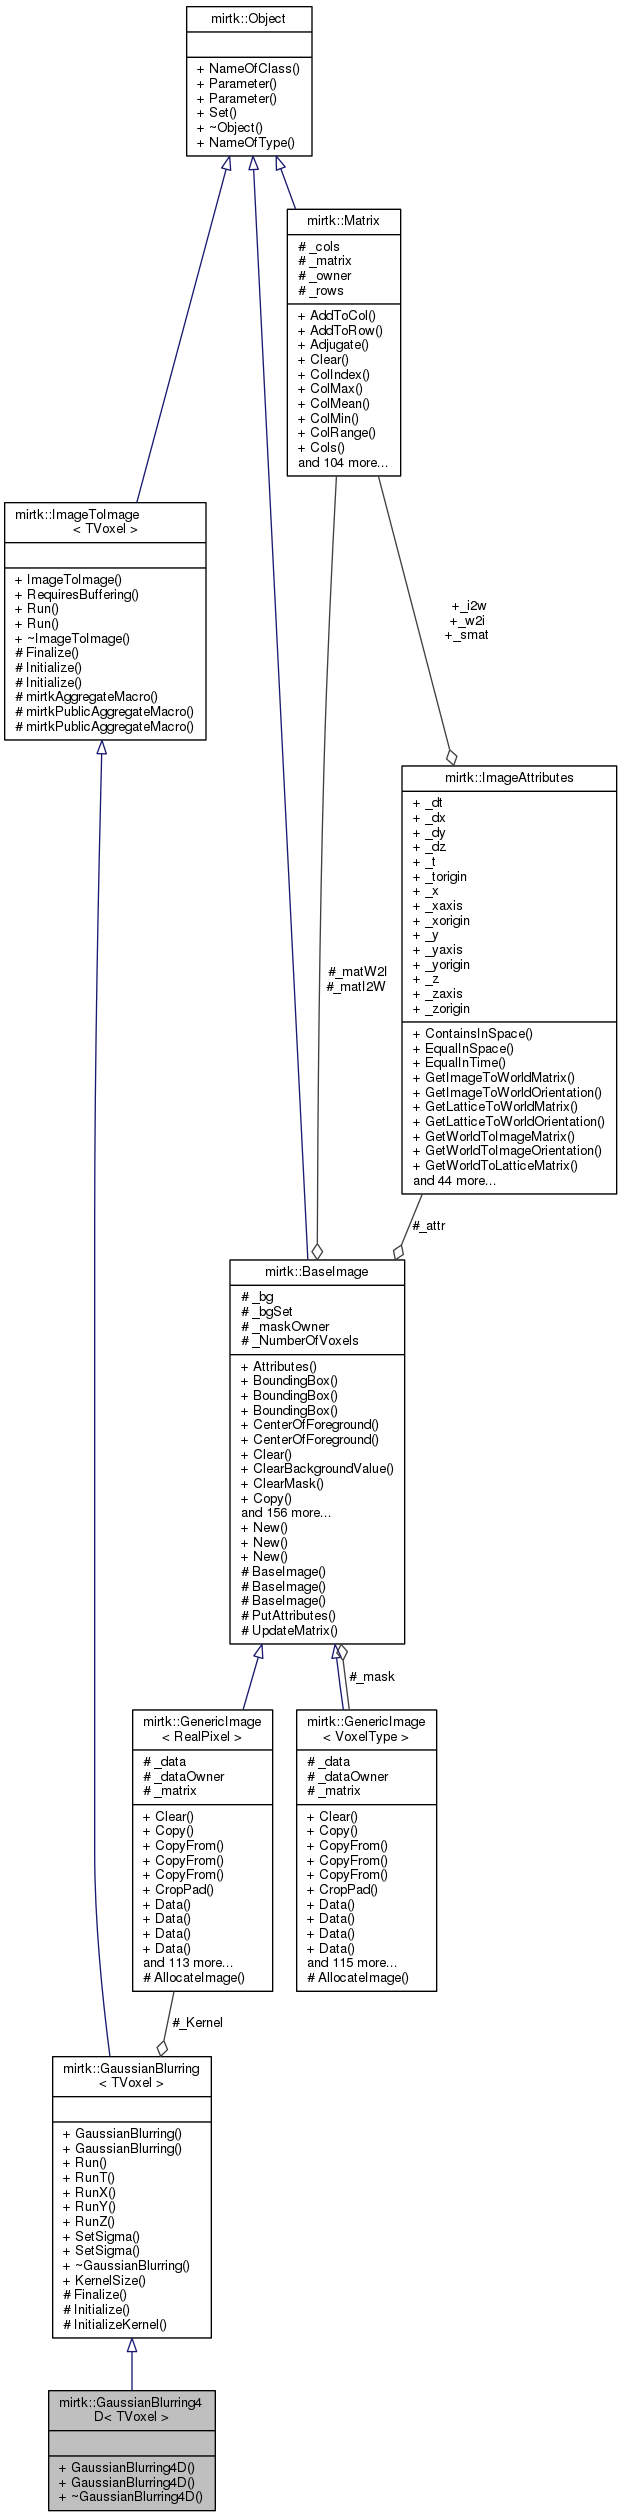 mirtk::Object
+ NameOfClass()
+ Parameter()
+ Parameter()
+ Set()
+ ~Object()
+ NameOfType()
mirtk::Matrix
# _cols
# _matrix
# _owner
# _rows
+ AddToCol()
+ AddToRow()
+ Adjugate()
+ Clear()
+ ColIndex()
+ ColMax()
+ ColMean()
+ ColMin()
+ ColRange()
+ Cols()
and 104 more...
mirtk::ImageToImage
< TVoxel >
+ ImageToImage()
+ RequiresBuffering()
+ Run()
+ Run()
+ ~ImageToImage()
# Finalize()
# Initialize()
# Initialize()
# mirtkAggregateMacro()
# mirtkPublicAggregateMacro()
# mirtkPublicAggregateMacro()
+_i2w
+_w2i
+_smat
mirtk::ImageAttributes
+ _dt
+ _dx
+ _dy
+ _dz
+ _t
+ _torigin
+ _x
+ _xaxis
+ _xorigin
+ _y
+ _yaxis
+ _yorigin
+ _z
+ _zaxis
+ _zorigin
+ ContainsInSpace()
+ EqualInSpace()
+ EqualInTime()
+ GetImageToWorldMatrix()
+ GetImageToWorldOrientation()
+ GetLatticeToWorldMatrix()
+ GetLatticeToWorldOrientation()
+ GetWorldToImageMatrix()
+ GetWorldToImageOrientation()
+ GetWorldToLatticeMatrix()
and 44 more...
#_matW2I
#_matI2W
#_attr
mirtk::BaseImage
# _bg
# _bgSet
# _maskOwner
# _NumberOfVoxels
+ Attributes()
+ BoundingBox()
+ BoundingBox()
+ BoundingBox()
+ CenterOfForeground()
+ CenterOfForeground()
+ Clear()
+ ClearBackgroundValue()
+ ClearMask()
+ Copy()
and 156 more...
+ New()
+ New()
+ New()
# BaseImage()
# BaseImage()
# BaseImage()
# PutAttributes()
# UpdateMatrix()
#_mask
mirtk::GenericImage
< RealPixel >
# _data
# _dataOwner
# _matrix
+ Clear()
+ Copy()
+ CopyFrom()
+ CopyFrom()
+ CopyFrom()
+ CropPad()
+ Data()
+ Data()
+ Data()
+ Data()
and 113 more...
# AllocateImage()
mirtk::GenericImage
< VoxelType >
# _data
# _dataOwner
# _matrix
+ Clear()
+ Copy()
+ CopyFrom()
+ CopyFrom()
+ CopyFrom()
+ CropPad()
+ Data()
+ Data()
+ Data()
+ Data()
and 115 more...
# AllocateImage()
#_Kernel
mirtk::GaussianBlurring
< TVoxel >
+ GaussianBlurring()
+ GaussianBlurring()
+ Run()
+ RunT()
+ RunX()
+ RunY()
+ RunZ()
+ SetSigma()
+ SetSigma()
+ ~GaussianBlurring()
+ KernelSize()
# Finalize()
# Initialize()
# InitializeKernel()
mirtk::GaussianBlurring4
D< TVoxel >
+ GaussianBlurring4D()
+ GaussianBlurring4D()
+ ~GaussianBlurring4D()